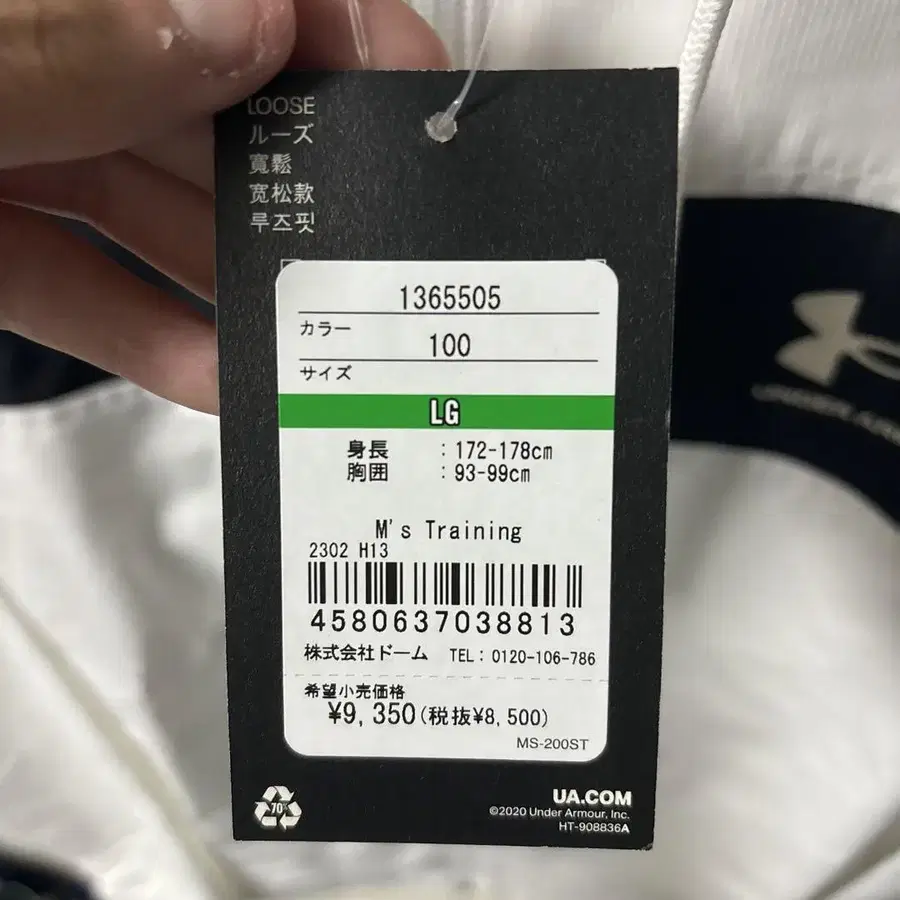 LOOSE
ルーズ
寬鬆
宽松款
루즈핏
1365505
カラー
100
サイズ
LG
身長 : 172-178cm
胸囲 : 93-99cm
M's Training
2302 H13
4580637038813
株式会社ドーム TEL: 0120-106-786
希望小売価格
¥9,350(税抜¥8,500)
MS-200ST
70%
UA.COM
©2020 Under Armour, Inc.
HT-908836A